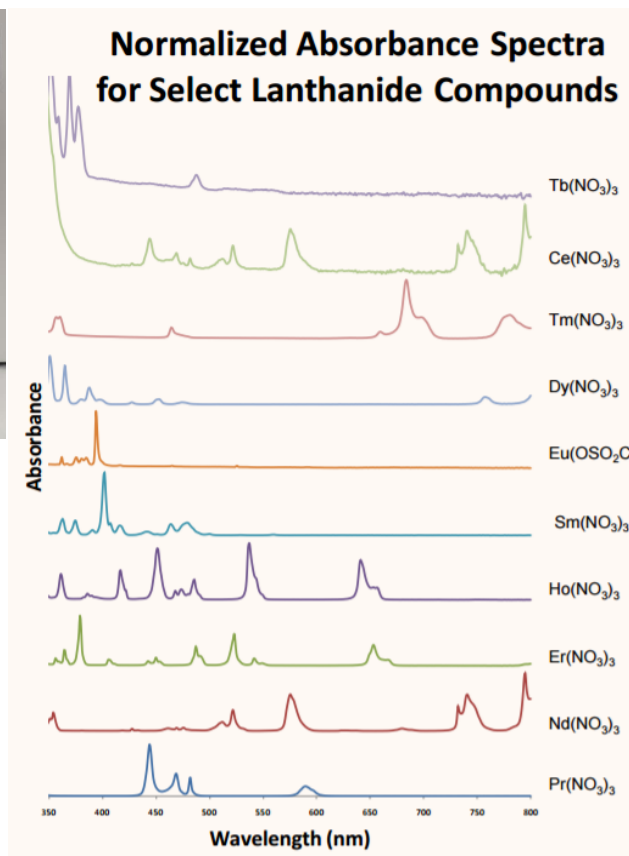 Normalized Absorbance Spectra
for Select Lanthanide Compounds
Tb(NO₃)₃
Ce(NO₃)₃
Tm(NO₃)₃
Dy(NO₃)₃
Eu(OSO₂C
Sm(NO₃)₃
Ho(NO₃)₃
Er(NO₃)₃
Nd(NO₃)₃
Pr(NO₃)₃
Absorbance
350 400 450 500 550 600 650 700 750 800
Wavelength (nm)